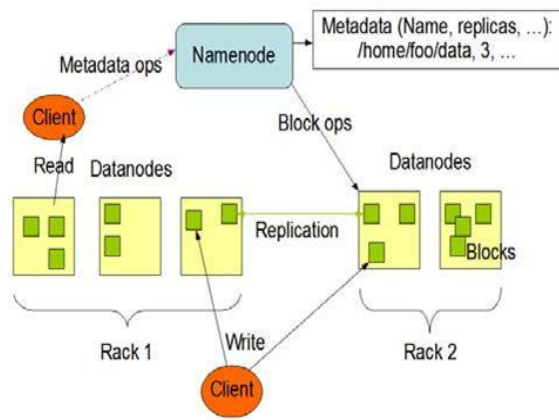 Metadata (Name, replicas, …):
/home/foo/data, 3, …
Namenode
Metadata ops
Client
Block ops
Read
Datanodes
Datanodes
Replication
Blocks
Write
Rack 1
Rack 2
Client